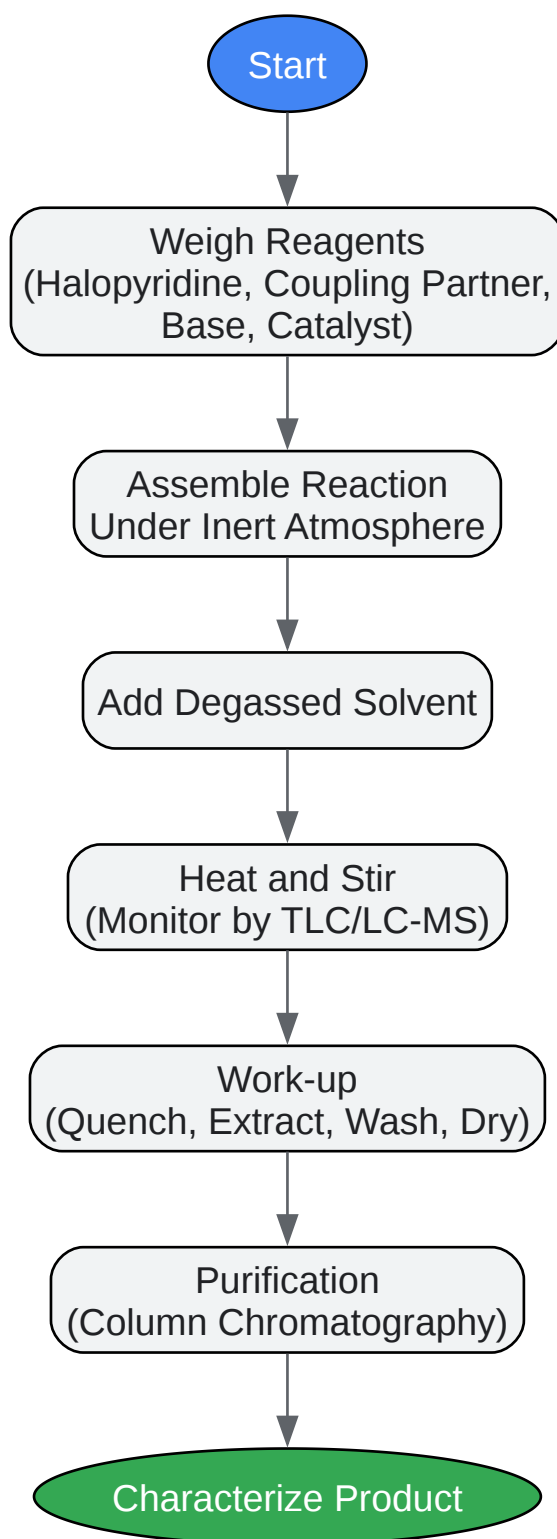 Start
Weigh Reagents
(Halopyridine, Coupling Partner,
Base, Catalyst)
Assemble Reaction
Under Inert Atmosphere
Add Degassed Solvent
Heat and Stir
(Monitor by TLC/LC-MS)
Work-up
(Quench, Extract, Wash, Dry)
Purification
(Column Chromatography)
Characterize Product